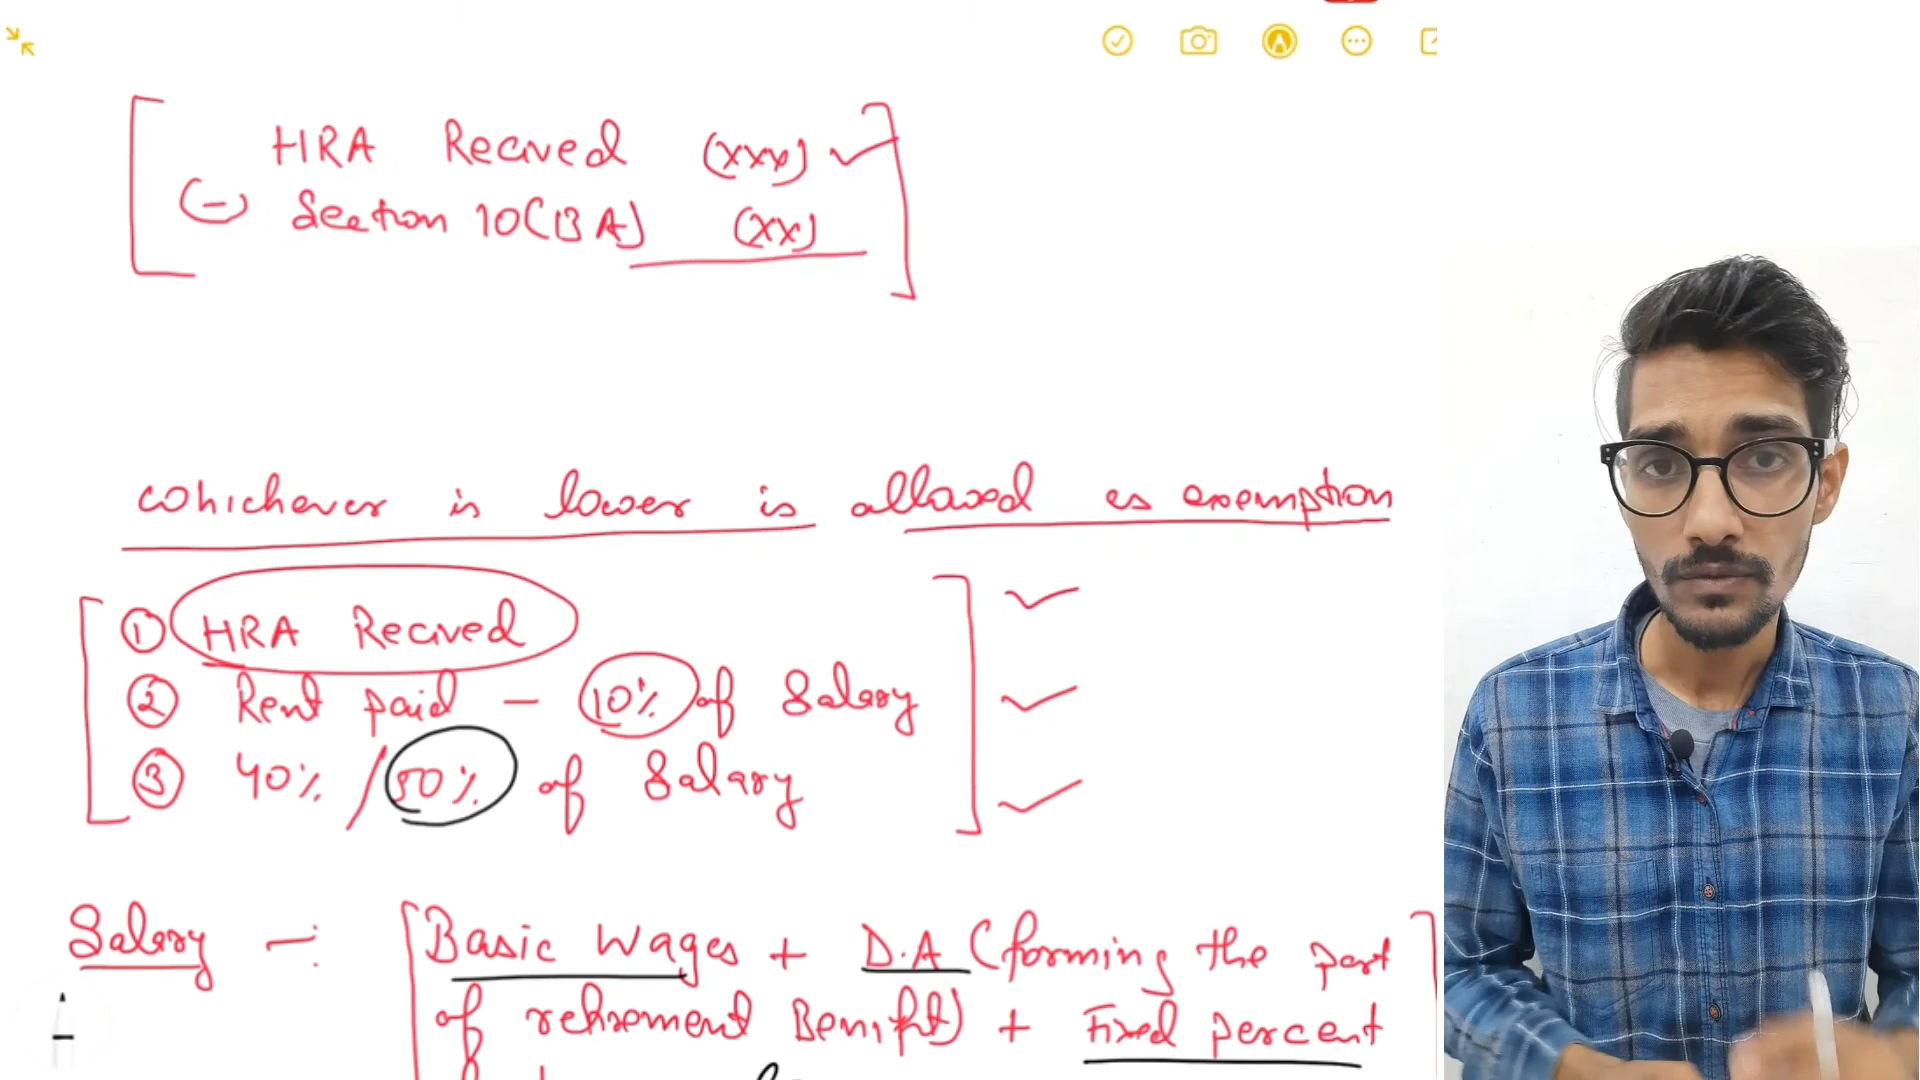 HRA Recived (xxx)
(-) Section 10(13A) (xx)
whichever is lower is allowed as exemption
① HRA Recived
② Rent paid - 10% of Salary
③ 40% / 50% of Salary
Salary -: Basic Wages + D.A (forming the part
of retirement Benifit) + Fixed percent